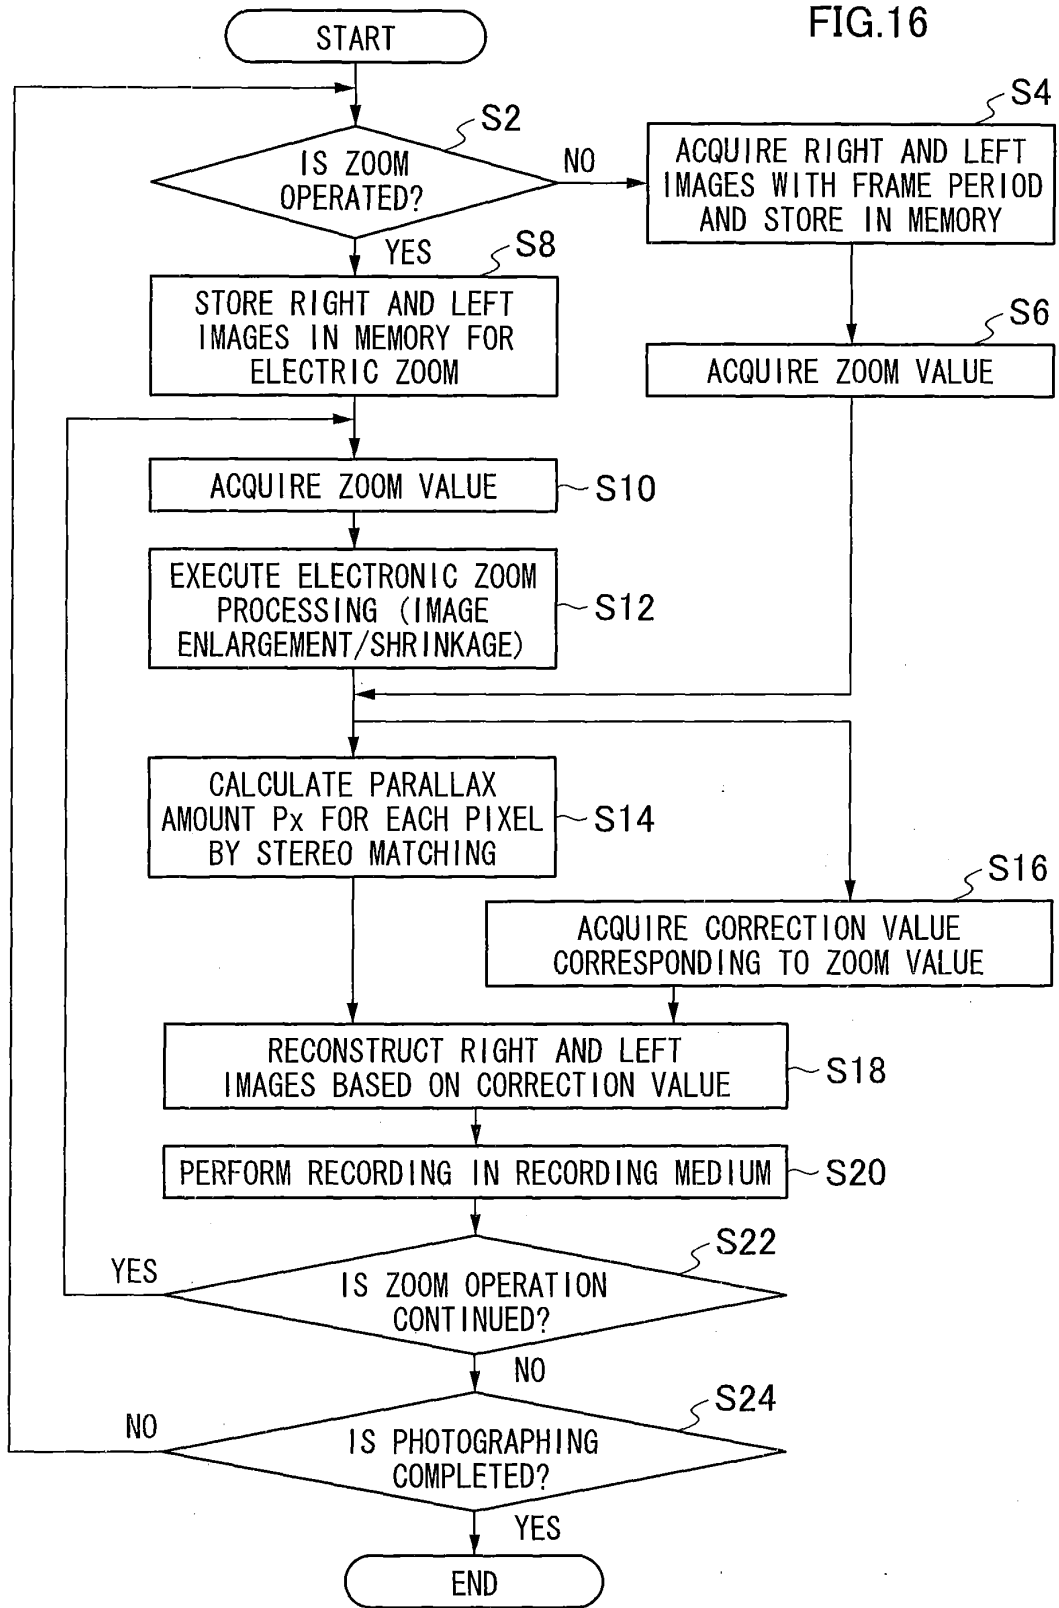 FIG.16
START
S2
IS ZOOM
OPERATED?
NO
YES
S4
ACQUIRE RIGHT AND LEFT
IMAGES WITH FRAME PERIOD
AND STORE IN MEMORY
S6
ACQUIRE ZOOM VALUE
S8
STORE RIGHT AND LEFT
IMAGES IN MEMORY FOR
ELECTRIC ZOOM
ACQUIRE ZOOM VALUE
S10
EXECUTE ELECTRONIC ZOOM
PROCESSING (IMAGE
ENLARGEMENT/SHRINKAGE)
S12
CALCULATE PARALLAX
AMOUNT Px FOR EACH PIXEL
BY STEREO MATCHING
S14
S16
ACQUIRE CORRECTION VALUE
CORRESPONDING TO ZOOM VALUE
RECONSTRUCT RIGHT AND LEFT
IMAGES BASED ON CORRECTION VALUE
S18
PERFORM RECORDING IN RECORDING MEDIUM
S20
S22
YES
IS ZOOM OPERATION
CONTINUED?
NO
S24
NO
IS PHOTOGRAPHING
COMPLETED?
YES
END